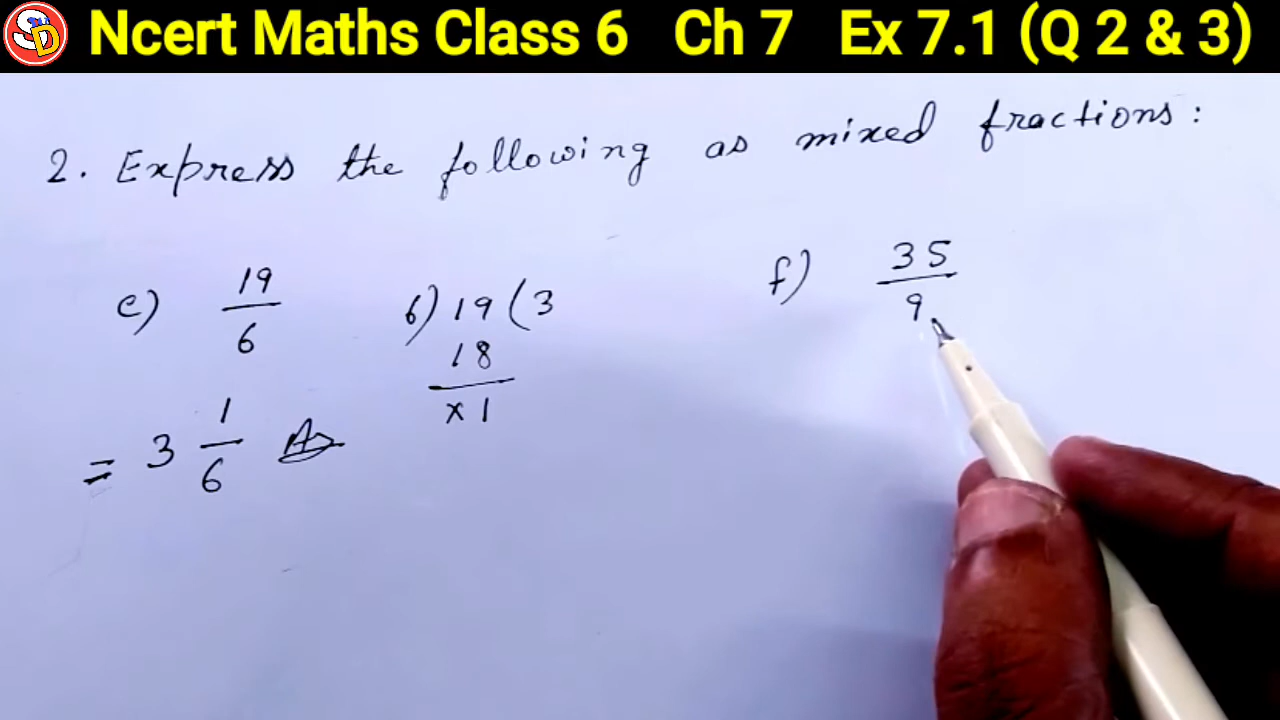 SD
Ncert Maths Class 6 Ch 7 Ex 7.1 (Q 2 & 3)
2. Express the following as mixed fractions:
e) 19/6 6) 19 (3
18
x 1
= 3 1/6 Ans
f) 35/9